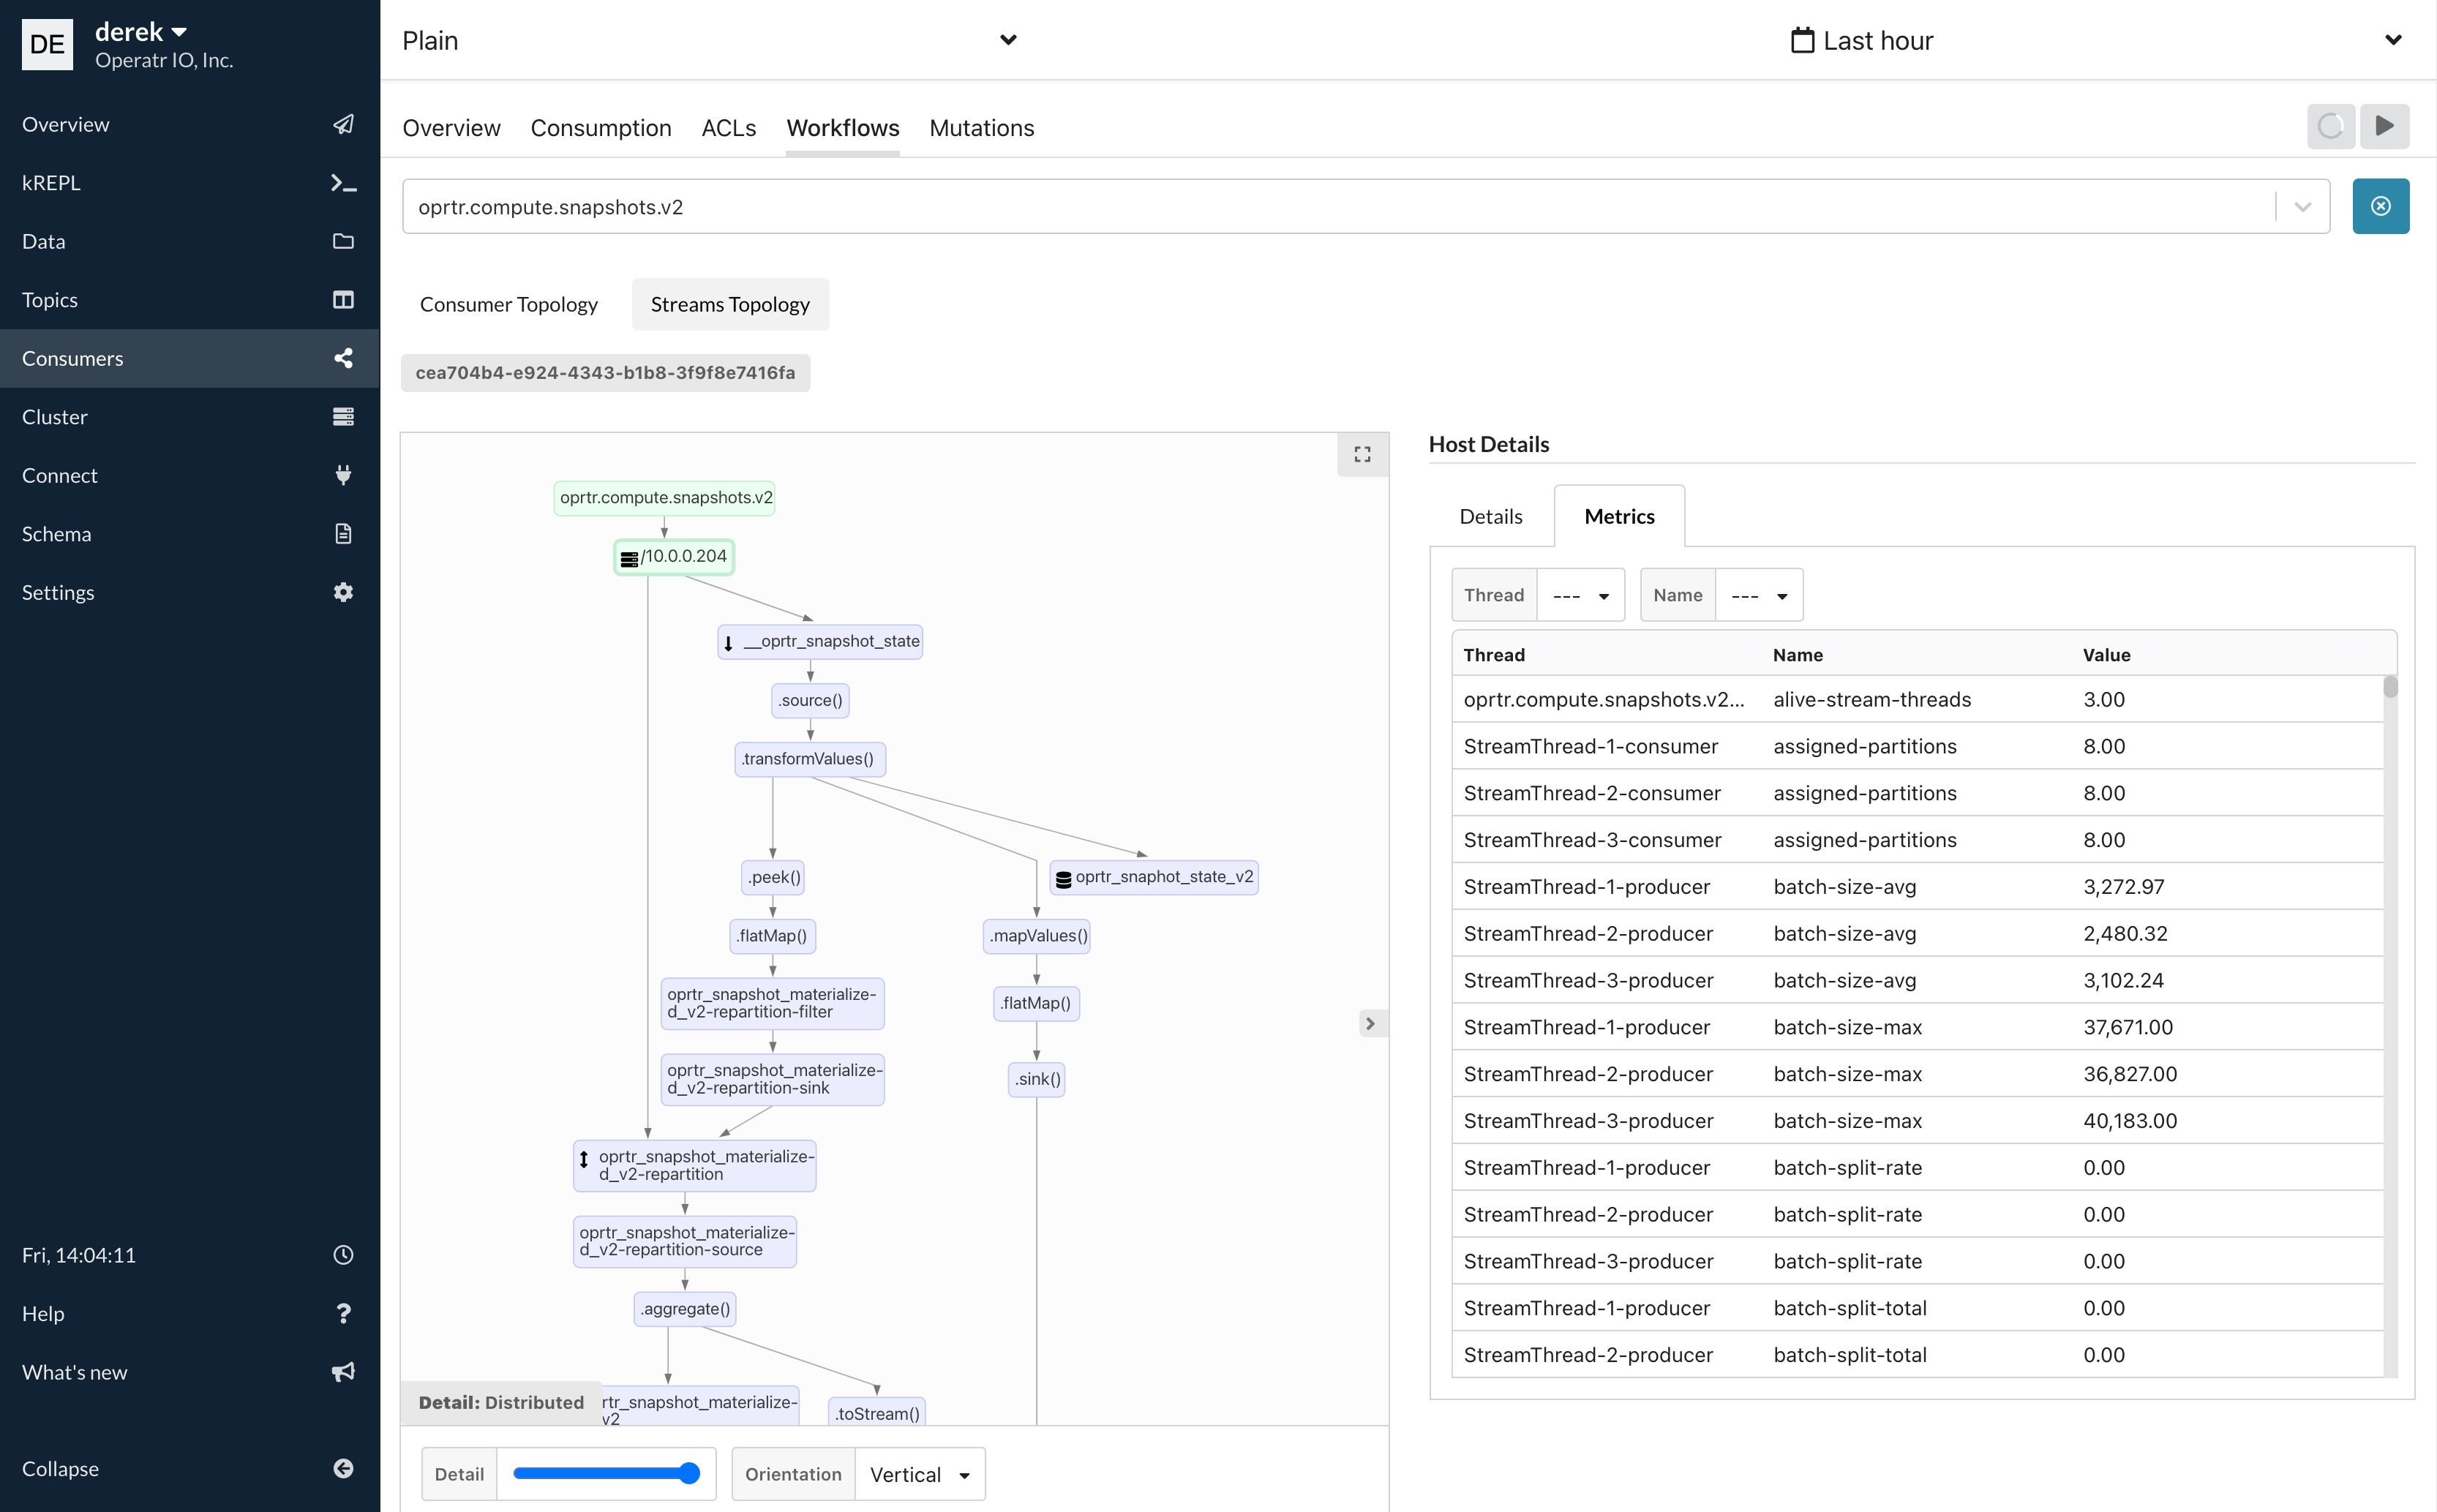 DE
derek
Operatr IO, Inc.
Overview
kREPL
Data
Topics
Consumers
Cluster
Connect
Schema
Settings
Fri, 14:04:11
Help
What's new
Collapse
Plain
Last hour
Overview Consumption ACLs Workflows Mutations
oprtr.compute.snapshots.v2
Consumer Topology Streams Topology
cea704b4-e924-4343-b1b8-3f9f8e7416fa
oprtr.compute.snapshots.v2
/10.0.0.204
__oprtr_snapshot_state
.source()
.transformValues()
.peek()
oprtr_snaphot_state_v2
.flatMap()
.mapValues()
oprtr_snapshot_materialize-
d_v2-repartition-filter
.flatMap()
oprtr_snapshot_materialize-
d_v2-repartition-sink
.sink()
oprtr_snapshot_materialize-
d_v2-repartition
oprtr_snapshot_materialize-
d_v2-repartition-source
.aggregate()
rtr_snapshot_materialize-
v2
.toStream()
Detail: Distributed
Detail
Orientation Vertical
Host Details
Details Metrics
Thread --- Name ---
Thread Name Value
oprtr.compute.snapshots.v2... alive-stream-threads 3.00
StreamThread-1-consumer assigned-partitions 8.00
StreamThread-2-consumer assigned-partitions 8.00
StreamThread-3-consumer assigned-partitions 8.00
StreamThread-1-producer batch-size-avg 3,272.97
StreamThread-2-producer batch-size-avg 2,480.32
StreamThread-3-producer batch-size-avg 3,102.24
StreamThread-1-producer batch-size-max 37,671.00
StreamThread-2-producer batch-size-max 36,827.00
StreamThread-3-producer batch-size-max 40,183.00
StreamThread-1-producer batch-split-rate 0.00
StreamThread-2-producer batch-split-rate 0.00
StreamThread-3-producer batch-split-rate 0.00
StreamThread-1-producer batch-split-total 0.00
StreamThread-2-producer batch-split-total 0.00